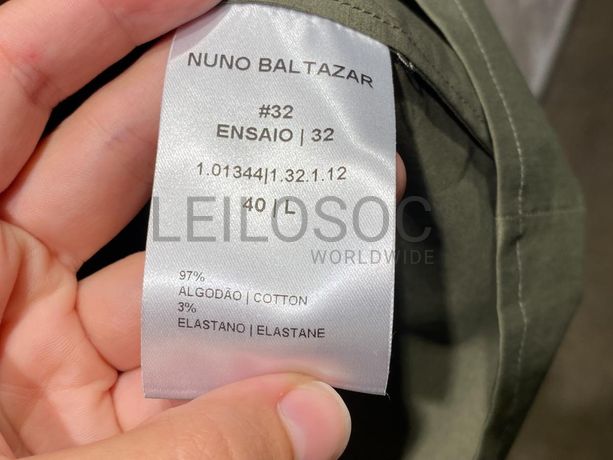 NUNO BALTAZAR
#32
ENSAIO | 32
1.01344|1.32.1.12
40 | L
LEILOSOC
WORLDWIDE
97%
ALGODÃO | COTTON
3%
ELASTANO | ELASTANE